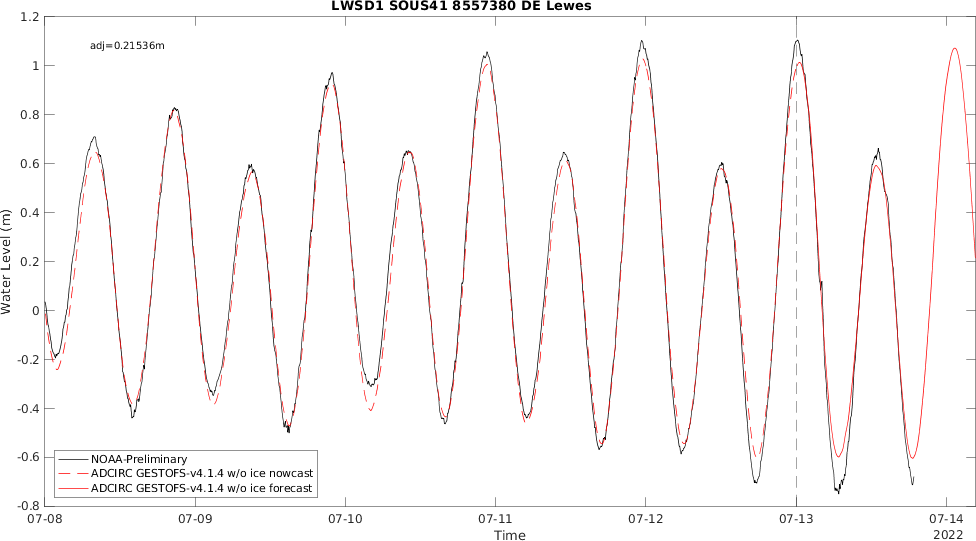 LWSD1 SOUS41 8557380 DE Lewes
adj=0.21536m
Water Level (m)
1.2
1
0.8
0.6
0.4
0.2
0
-0.2
-0.4
-0.6
-0.8
NOAA-Preliminary
ADCIRC GESTOFS-v4.1.4 w/o ice nowcast
ADCIRC GESTOFS-v4.1.4 w/o ice forecast
07-08 07-09 07-10 07-11 07-12 07-13 07-14
Time
2022